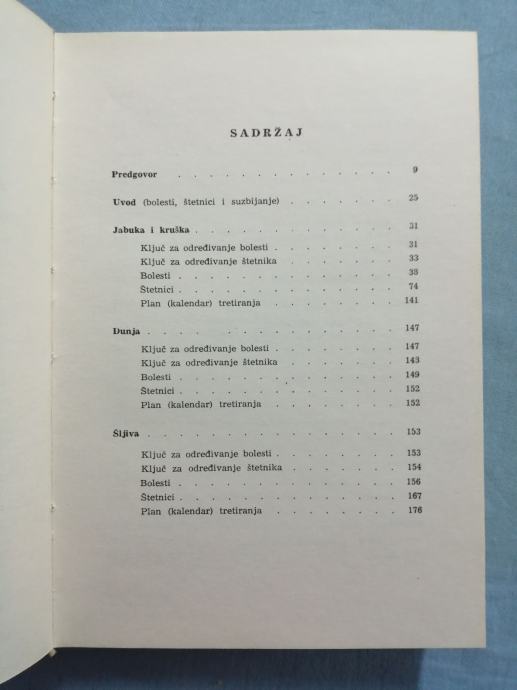 SADRŽAJ
Predgovor . . . . . . . . . . . . . . 9
Uvod (bolesti, štetnici i suzbijanje) . . . . . . . 25
Jabuka i kruška . . . . . . . . . . . . 31
Ključ za određivanje bolesti . . . . . . . . 31
Ključ za određivanje štetnika . . . . . . . 33
Bolesti . . . . . . . . . . . . . . 38
Štetnici . . . . . . . . . . . . . . 74
Plan (kalendar) tretiranja . . . . . . . . 141
Dunja . . . . . . . . . . . . . . 147
Ključ za određivanje bolesti . . . . . . . . 147
Ključ za određivanje štetnika . . . . . . . 143
Bolesti . . . . . . . . . . . . . . 149
Štetnici . . . . . . . . . . . . . . 152
Plan (kalendar) tretiranja . . . . . . . . 152
Šljiva . . . . . . . . . . . . . . . 153
Ključ za određivanje bolesti . . . . . . . . 153
Ključ za određivanje štetnika . . . . . . . 154
Bolesti . . . . . . . . . . . . . . 156
Štetnici . . . . . . . . . . . . . . 167
Plan (kalendar) tretiranja . . . . . . . . 176